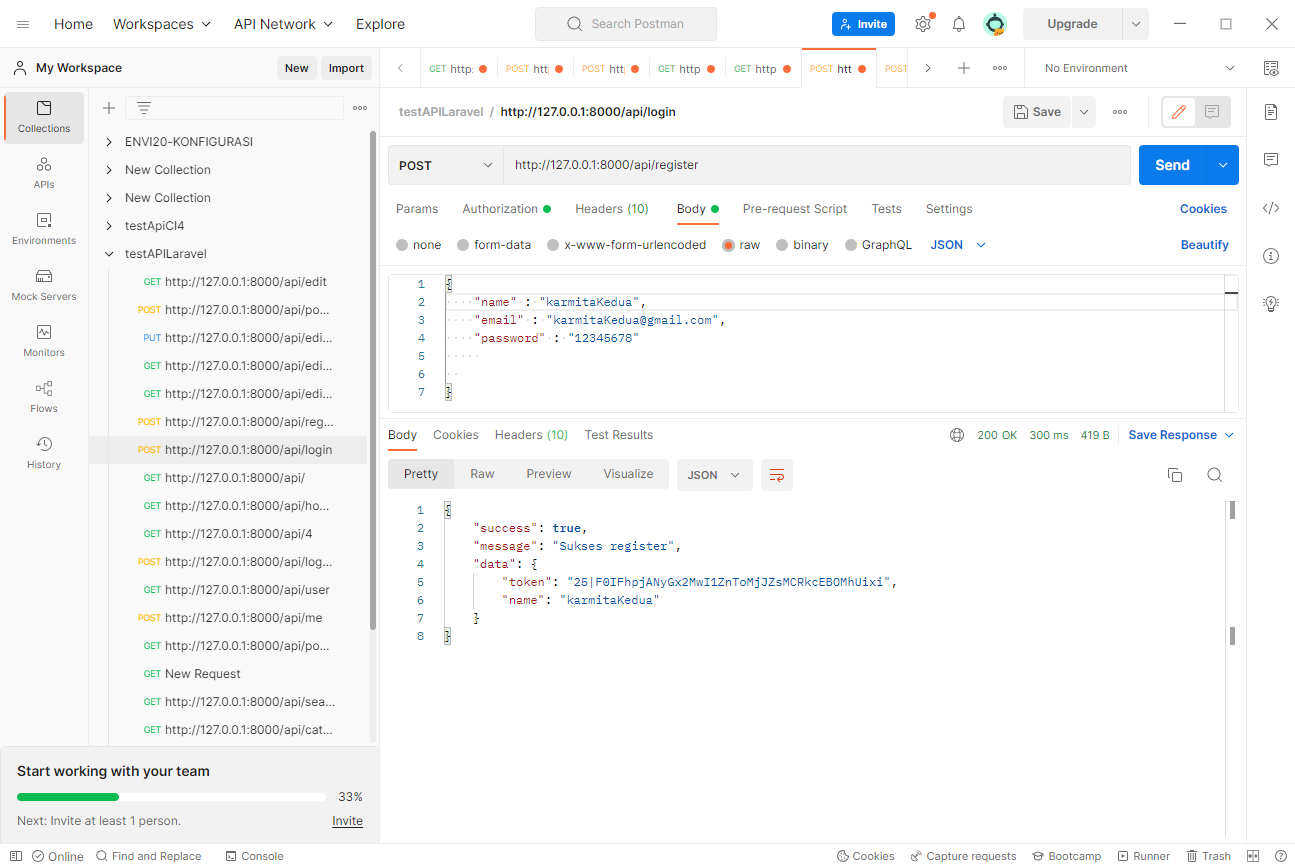 Home Workspaces API Network Explore Search Postman Invite Upgrade
My Workspace New Import
GET http: POST htt POST htt GET http GET http POST htt POST No Environment
Collections
APIs
Environments
Mock Servers
Monitors
Flows
History
ENVI20-KONFIGURASI
New Collection
New Collection
testApiCI4
testAPILaravel
GET http://127.0.0.1:8000/api/edit
POST http://127.0.0.1:8000/api/po...
PUT http://127.0.0.1:8000/api/edi...
GET http://127.0.0.1:8000/api/edi...
GET http://127.0.0.1:8000/api/edi...
POST http://127.0.0.1:8000/api/reg...
POST http://127.0.0.1:8000/api/login
GET http://127.0.0.1:8000/api/
GET http://127.0.0.1:8000/api/ho...
GET http://127.0.0.1:8000/api/4
POST http://127.0.0.1:8000/api/log...
GET http://127.0.0.1:8000/api/user
POST http://127.0.0.1:8000/api/me
GET http://127.0.0.1:8000/api/po...
GET New Request
GET http://127.0.0.1:8000/api/sea...
GET http://127.0.0.1:8000/api/cat...
Start working with your team
33%
Next: Invite at least 1 person. Invite
testAPILaravel / http://127.0.0.1:8000/api/login Save
POST http://127.0.0.1:8000/api/register Send
Params Authorization Headers (10) Body Pre-request Script Tests Settings Cookies
none form-data x-www-form-urlencoded raw binary GraphQL JSON Beautify
1 {
2 "name" : "karmitaKedua",
3 "email" : "karmitaKedua@gmail.com",
4 "password" : "12345678"
5
6
7 }
Body Cookies Headers (10) Test Results 200 OK 300 ms 419 B Save Response
Pretty Raw Preview Visualize JSON
1 {
2 "success": true,
3 "message": "Sukses register",
4 "data": {
5 "token": "25|F0IFhpjANyGx2MwI1ZnToMjJZsMCRkcEBOMhUixi",
6 "name": "karmitaKedua"
7 }
8 }
Online Find and Replace Console Cookies Capture requests Bootcamp Runner Trash